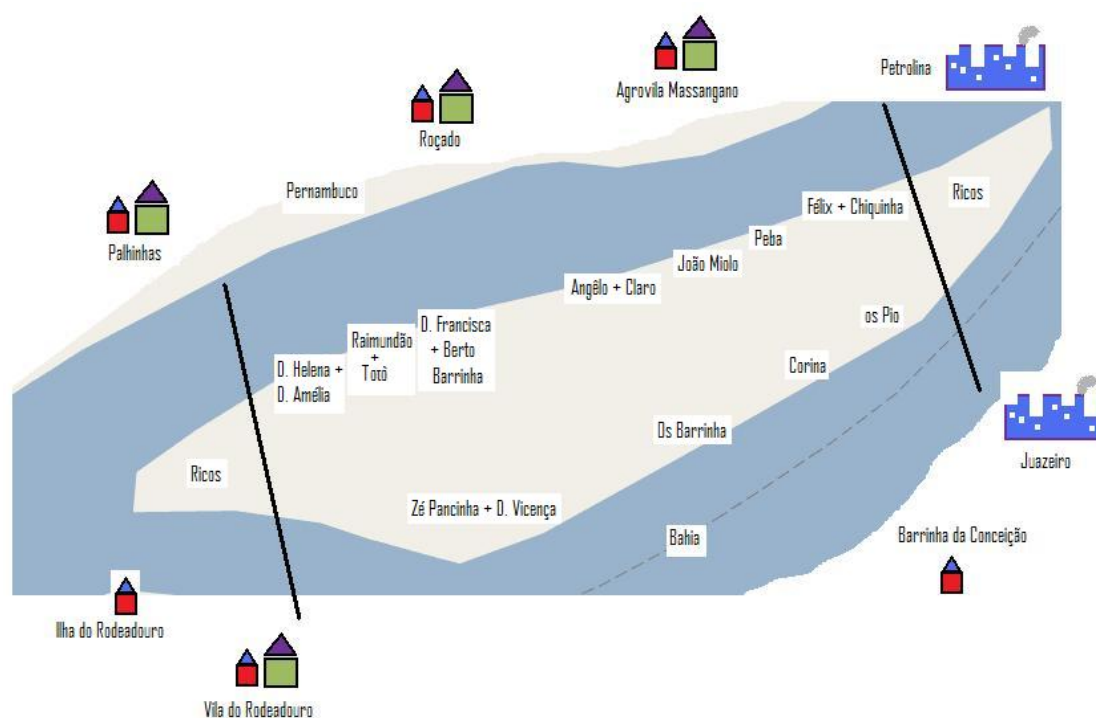 Petrolina
Agrovila Massangano
Roçado
Pernambuco
Palhinhas
Ricos
Félix + Chiquinha
Peba
João Miolo
Angêlo + Claro
os Pio
D. Francisca
+ Berto
Barrinha
Raimundão
+
Totô
D. Helena +
D. Amélia
Corina
Os Barrinha
Ricos
Zé Pancinha + D. Vicença
Juazeiro
Bahia
Barrinha da Conceição
Ilha do Rodeadouro
Vila do Rodeadouro